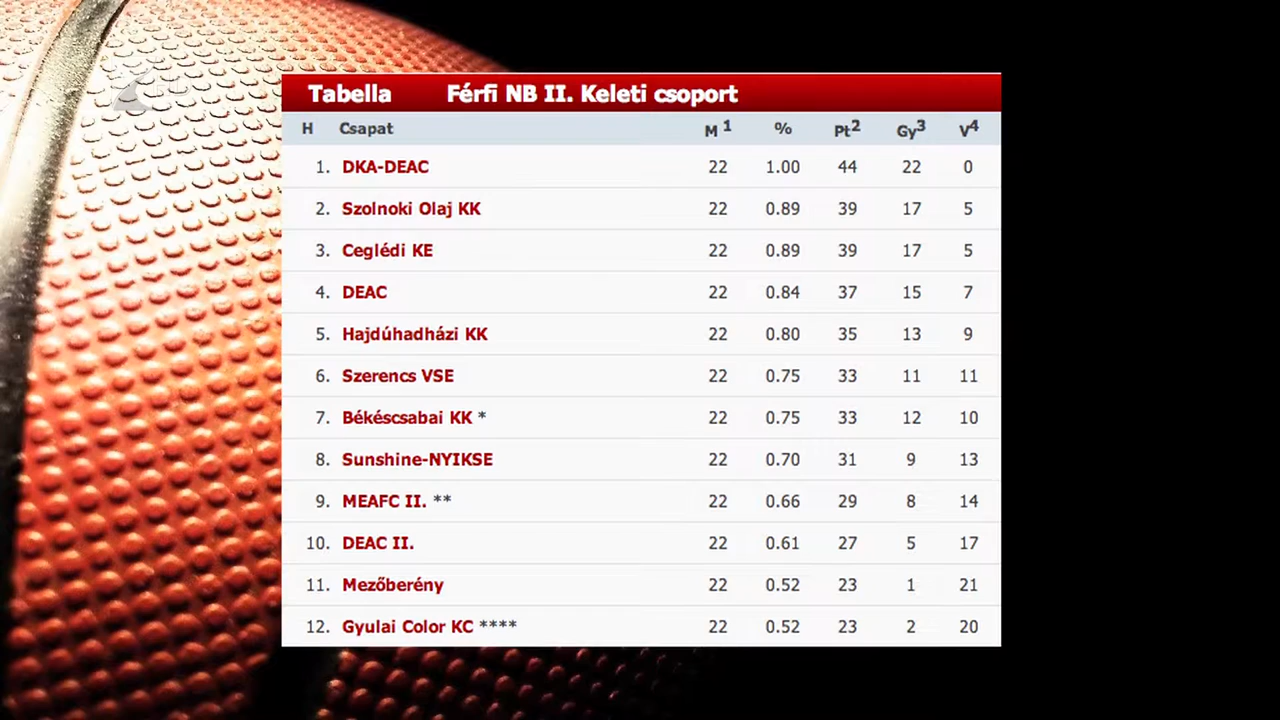 Tabella Férfi NB II. Keleti csoport
H Csapat M 1 % Pt2 Gy3 V4
1. DKA-DEAC 22 1.00 44 22 0
2. Szolnoki Olaj KK 22 0.89 39 17 5
3. Ceglédi KE 22 0.89 39 17 5
4. DEAC 22 0.84 37 15 7
5. Hajdúhadházi KK 22 0.80 35 13 9
6. Szerencs VSE 22 0.75 33 11 11
7. Békéscsabai KK * 22 0.75 33 12 10
8. Sunshine-NYIKSE 22 0.70 31 9 13
9. MEAFC II. ** 22 0.66 29 8 14
10. DEAC II. 22 0.61 27 5 17
11. Mezőberény 22 0.52 23 1 21
12. Gyulai Color KC **** 22 0.52 23 2 20